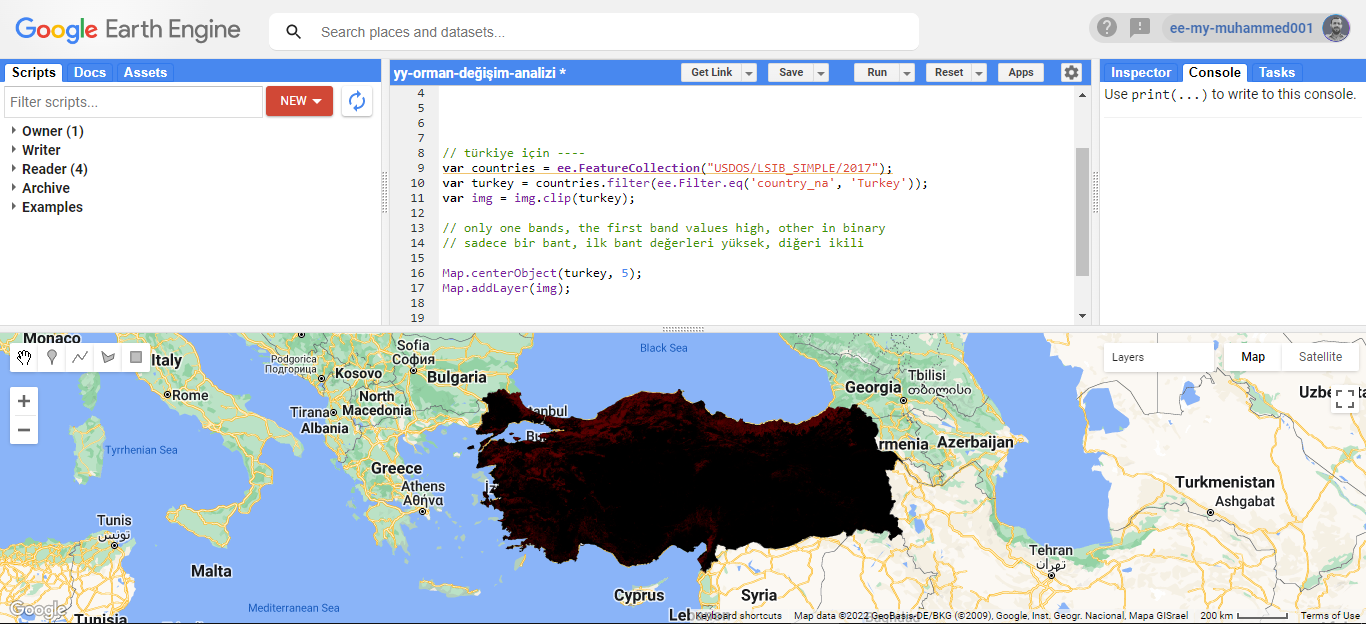 Google Earth Engine
Search places and datasets...
ee-my-muhammed001
Scripts Docs Assets
Filter scripts...
NEW
Owner (1)
Writer
Reader (4)
Archive
Examples
yy-orman-değişim-analizi *
Get Link Save Run Reset Apps
4
5
6
7
8 // türkiye için ----
9 var countries = ee.FeatureCollection("USDOS/LSIB_SIMPLE/2017");
10 var turkey = countries.filter(ee.Filter.eq('country_na', 'Turkey'));
11 var img = img.clip(turkey);
12
13 // only one bands, the first band values high, other in binary
14 // sadece bir bant, ilk bant değerleri yüksek, diğeri ikili
15
16 Map.centerObject(turkey, 5);
17 Map.addLayer(img);
18
19
Inspector Console Tasks
Use print(...) to write to this console.
Monaco
Italy
Rome
Tyrrhenian Sea
Tunis
تونس
Malta
Mediterranean Sea
Tunisia
Google
Podgorica
Подгорица
Kosovo
Sofia
София
Bulgaria
North
Macedonia
Tirana
Albania
Greece
Athens
Αθήνα
Black Sea
Georgia
Tbilisi
თბილისი
Azerbaijan
Turkmenistan
Ashgabat
Tehran
تهران
Cyprus
Syria
Layers
Map Satellite
Keyboard shortcuts Map data ©2022 GeoBasis-DE/BKG (©2009), Google, Inst. Geogr. Nacional, Mapa GISrael 200 km Terms of Use